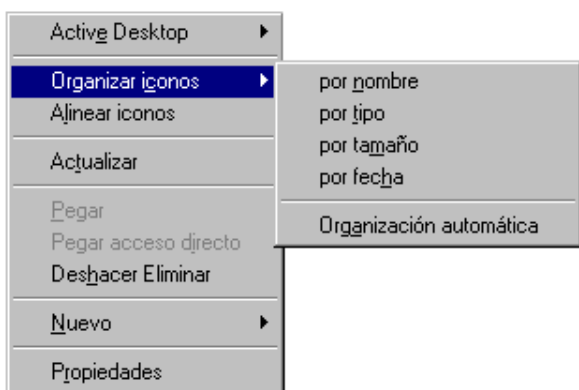 Active Desktop
Organizar iconos
Alinear iconos
Actualizar
Pegar
Pegar acceso directo
Deshacer Eliminar
Nuevo
Propiedades
por nombre
por tipo
por tamaño
por fecha
Organización automática